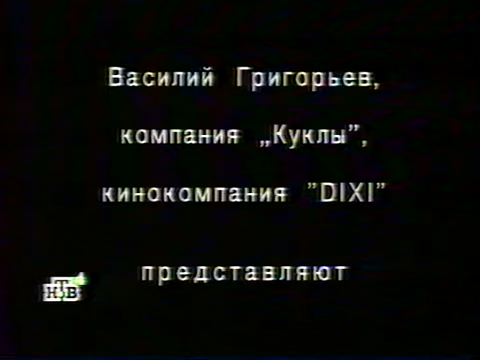 Василий Григорьев,
компания „Куклы”,
кинокомпания ”DIXI”
представляют
НТВ